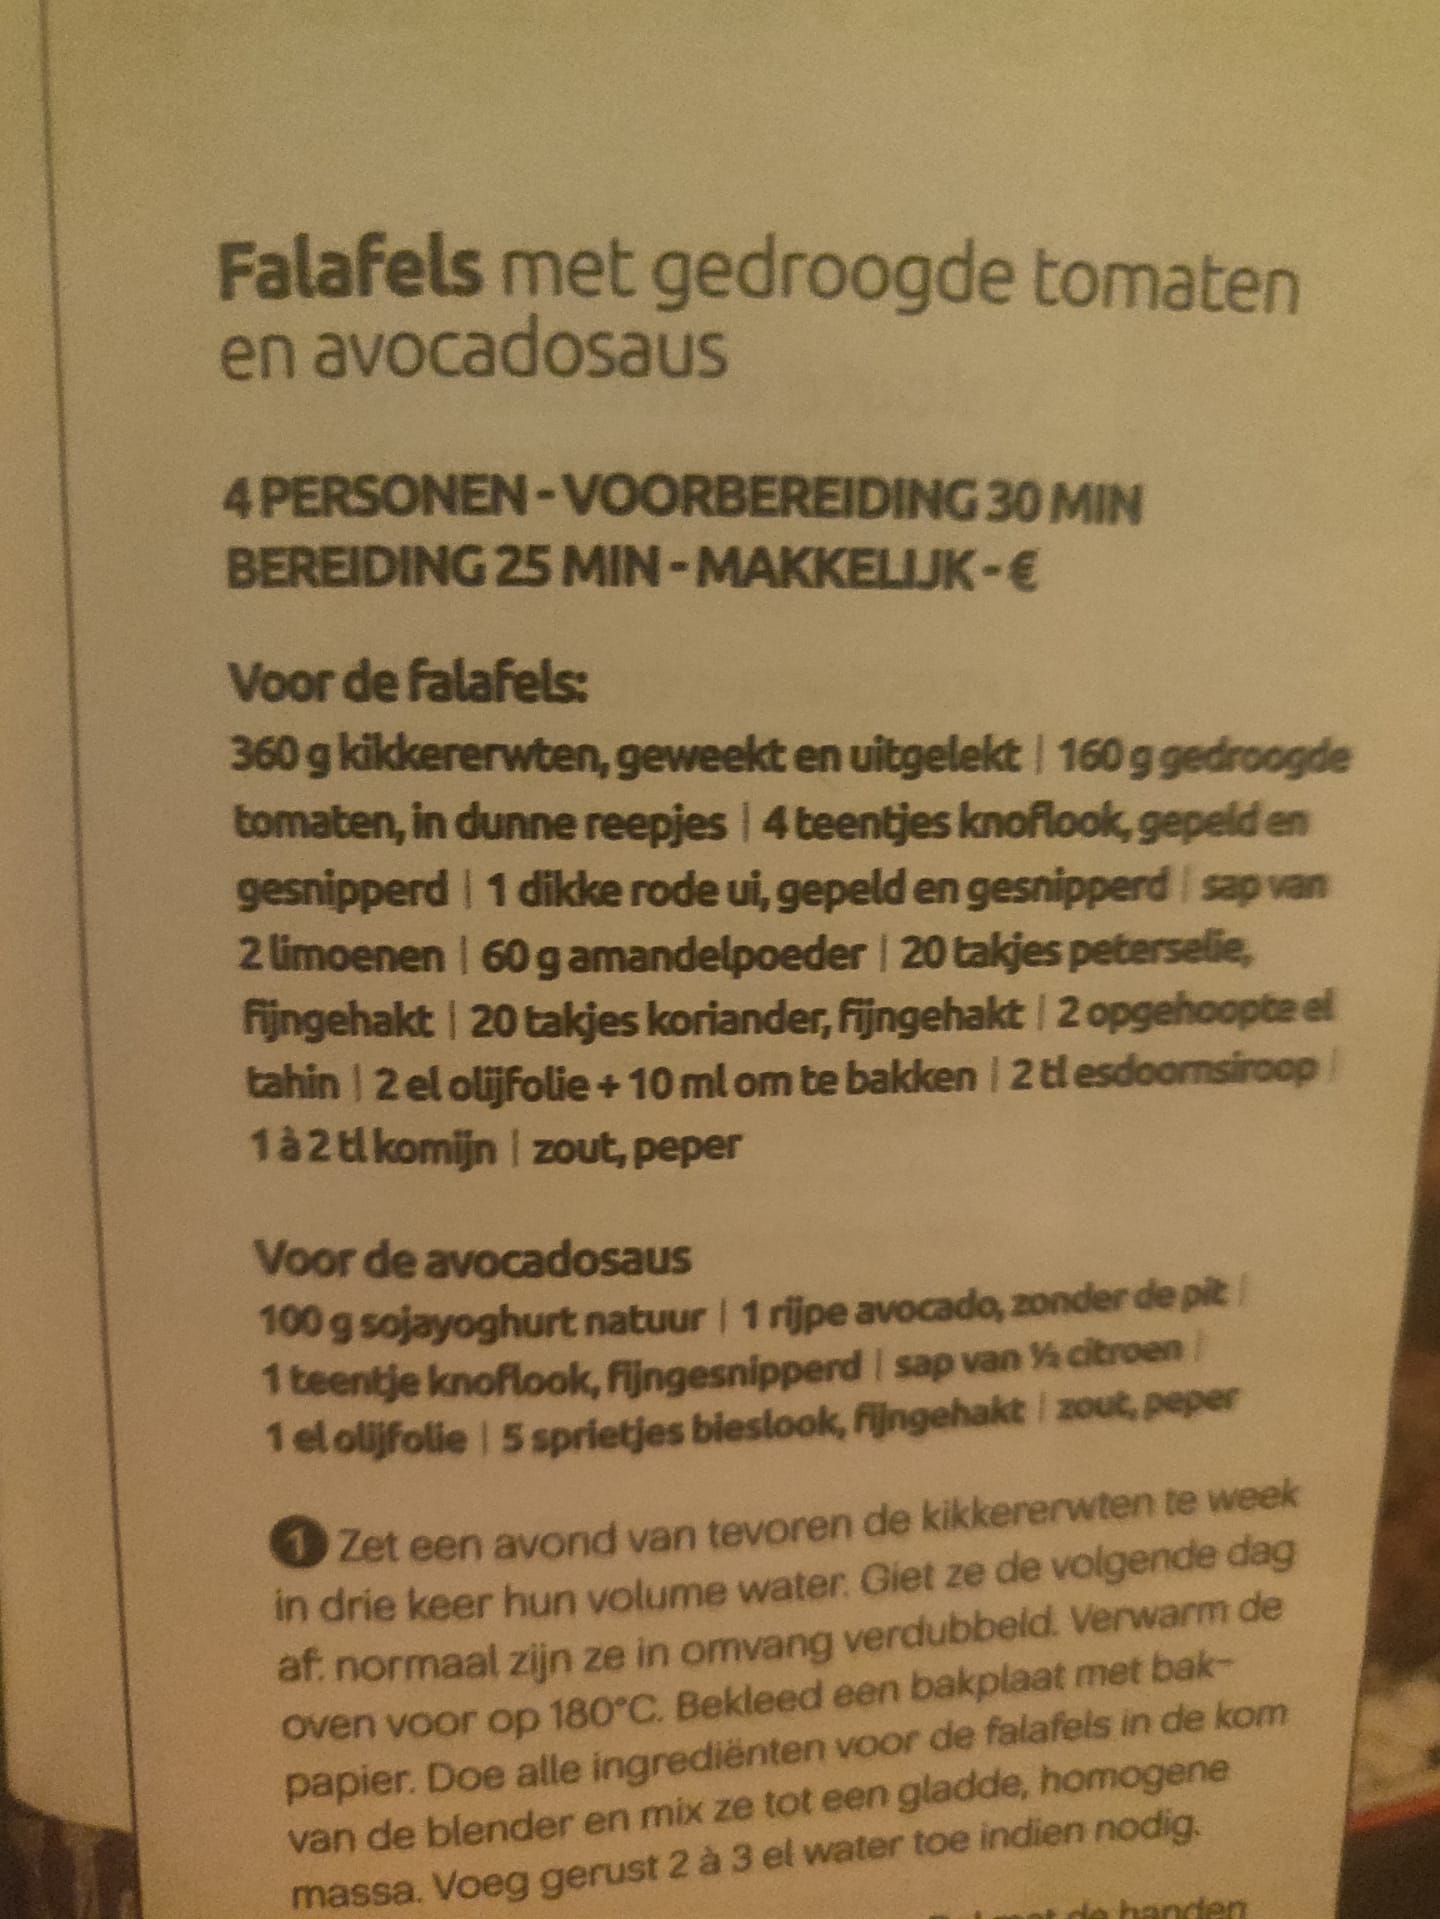 Falafels met gedroogde tomaten
en avocadosaus
4 PERSONEN - VOORBEREIDING 30 MIN
BEREIDING 25 MIN - MAKKELIJK - €
Voor de falafels:
360 g kikkererwten, geweekt en uitgelekt | 160 g gedroogde
tomaten, in dunne reepjes | 4 teentjes knoflook, gepeld en
gesnipperd | 1 dikke rode ui, gepeld en gesnipperd | sap van
2 limoenen | 60 g amandelpoeder | 20 takjes peterselie,
fijngehakt | 20 takjes koriander, fijngehakt | 2 opgehoopte el
tahin | 2 el olijfolie + 10 ml om te bakken | 2 tl esdoornsiroop |
1 à 2 tl komijn | zout, peper
Voor de avocadosaus
100 g sojayoghurt natuur | 1 rijpe avocado, zonder de pit |
1 teentje knoflook, fijngesnipperd | sap van ½ citroen |
1 el olijfolie | 5 sprietjes bieslook, fijngehakt | zout, peper
1 Zet een avond van tevoren de kikkererwten te week
in drie keer hun volume water. Giet ze de volgende dag
af: normaal zijn ze in omvang verdubbeld. Verwarm de
oven voor op 180°C. Bekleed een bakplaat met bak-
papier. Doe alle ingrediënten voor de falafels in de kom
van de blender en mix ze tot een gladde, homogene
massa. Voeg gerust 2 à 3 el water toe indien nodig.
met de handen